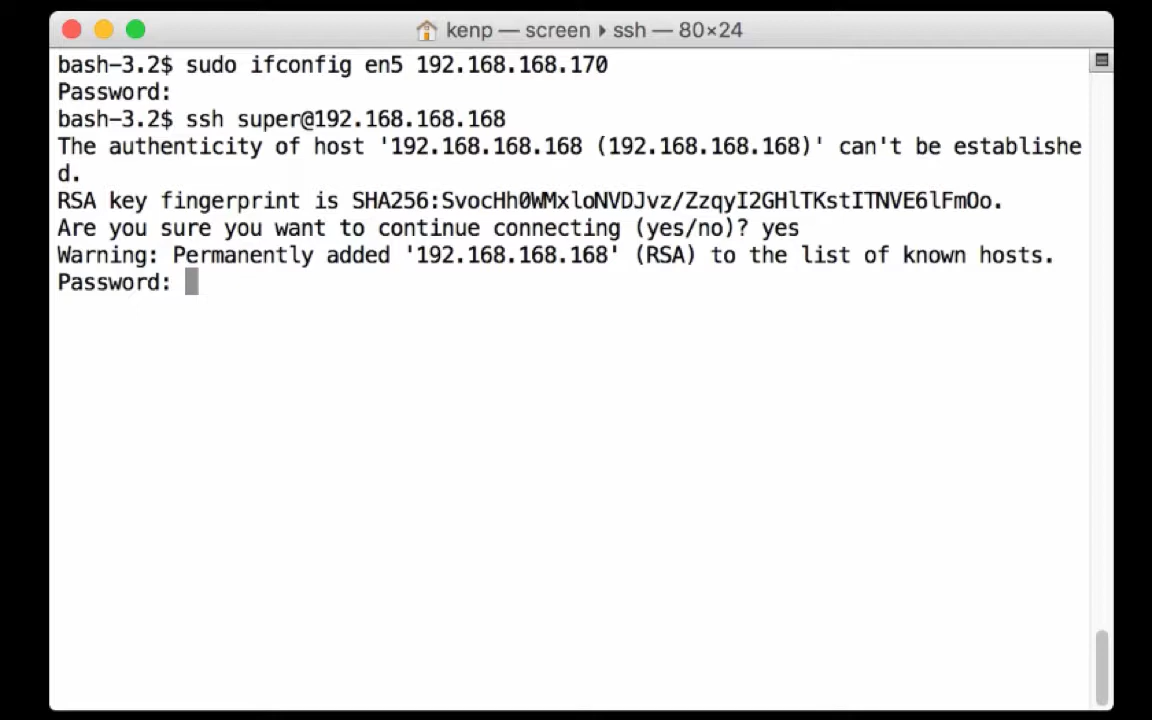 kenp — screen ▸ ssh — 80×24
bash-3.2$ sudo ifconfig en5 192.168.168.170
Password:
bash-3.2$ ssh super@192.168.168.168
The authenticity of host '192.168.168.168 (192.168.168.168)' can't be establishe
d.
RSA key fingerprint is SHA256:SvocHh0WMxloNVDJvz/ZzqyI2GHlTKstITNVE6lFmOo.
Are you sure you want to continue connecting (yes/no)? yes
Warning: Permanently added '192.168.168.168' (RSA) to the list of known hosts.
Password: